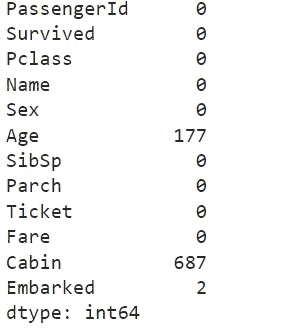 PassengerId 0
Survived 0
Pclass 0
Name 0
Sex 0
Age 177
SibSp 0
Parch 0
Ticket 0
Fare 0
Cabin 687
Embarked 2
dtype: int64